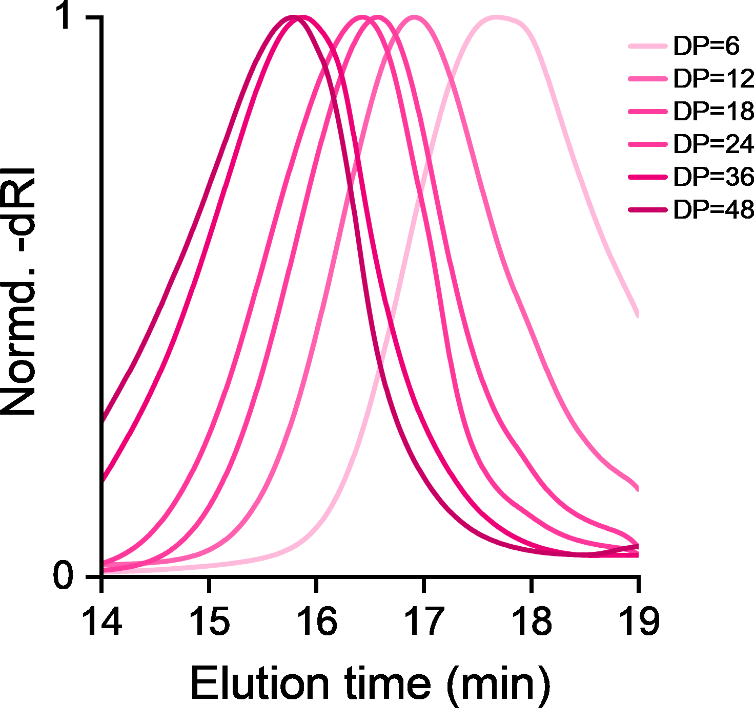 1
DP=6
DP=12
DP=18
DP=24
DP=36
DP=48
Normd. -dRI
0
14 15 16 17 18 19
Elution time (min)